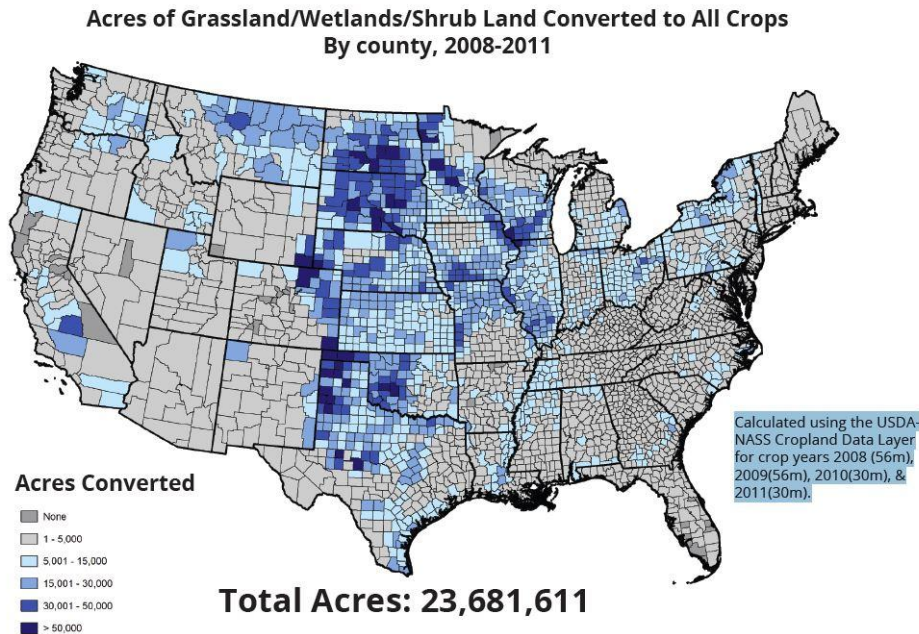 Acres of Grassland/Wetlands/Shrub Land Converted to All Crops
By county, 2008-2011
Calculated using the USDA-
NASS Cropland Data Layer
for crop years 2008 (56m),
2009(56m), 2010(30m), &
2011(30m).
Acres Converted
None
1 - 5,000
5,001 - 15,000
15,001 - 30,000
30,001 - 50,000
> 50,000
Total Acres: 23,681,611